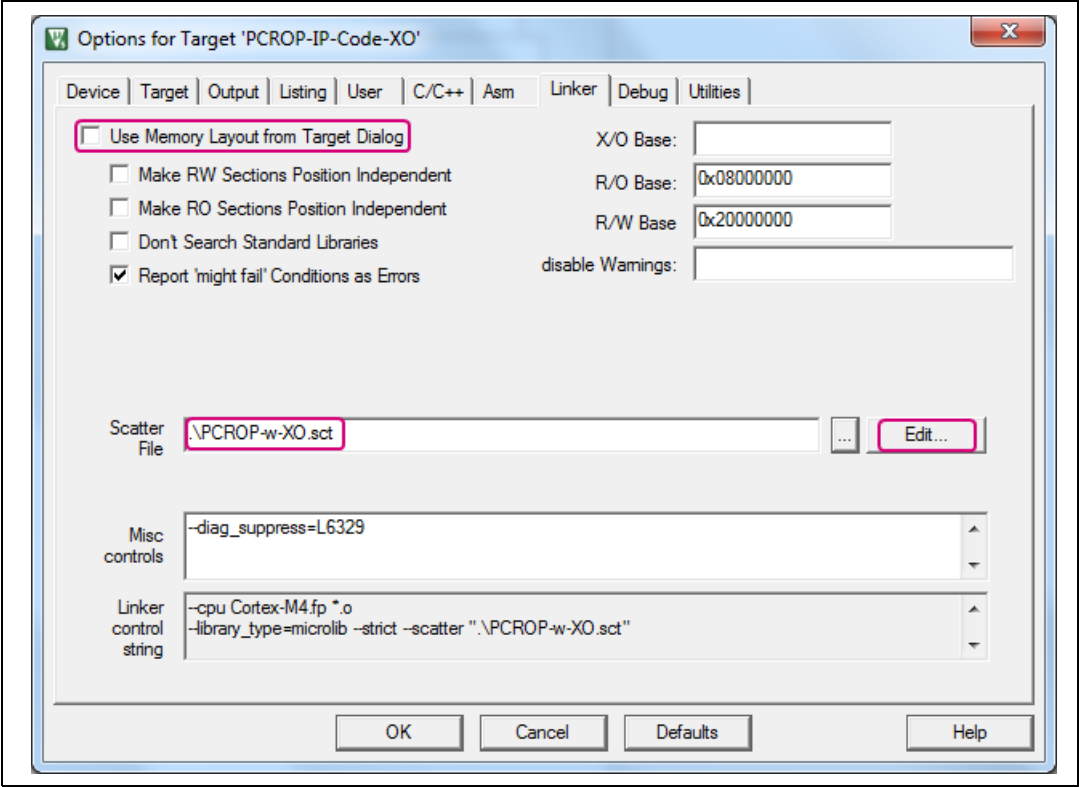 Options for Target 'PCROP-IP-Code-XO'
Device Target Output Listing User C/C++ Asm Linker Debug Utilities
Use Memory Layout from Target Dialog
Make RW Sections Position Independent
Make RO Sections Position Independent
Don't Search Standard Libraries
Report 'might fail' Conditions as Errors
X/O Base:
R/O Base: 0x08000000
R/W Base 0x20000000
disable Warnings:
Scatter
File
.\PCROP-w-XO.sct
...
Edit...
Misc
controls
--diag_suppress=L6329
Linker
control
string
--cpu Cortex-M4.fp *.o
--library_type=microlib --strict --scatter ".\PCROP-w-XO.sct"
OK Cancel Defaults Help